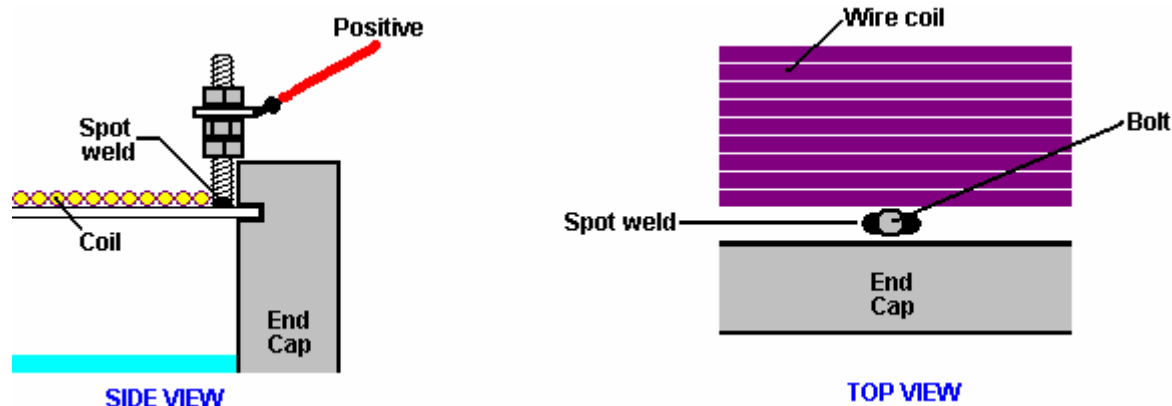 Positive
Spot
weld
Coil
End
Cap
SIDE VIEW
Wire coil
Bolt
Spot weld
End
Cap
TOP VIEW